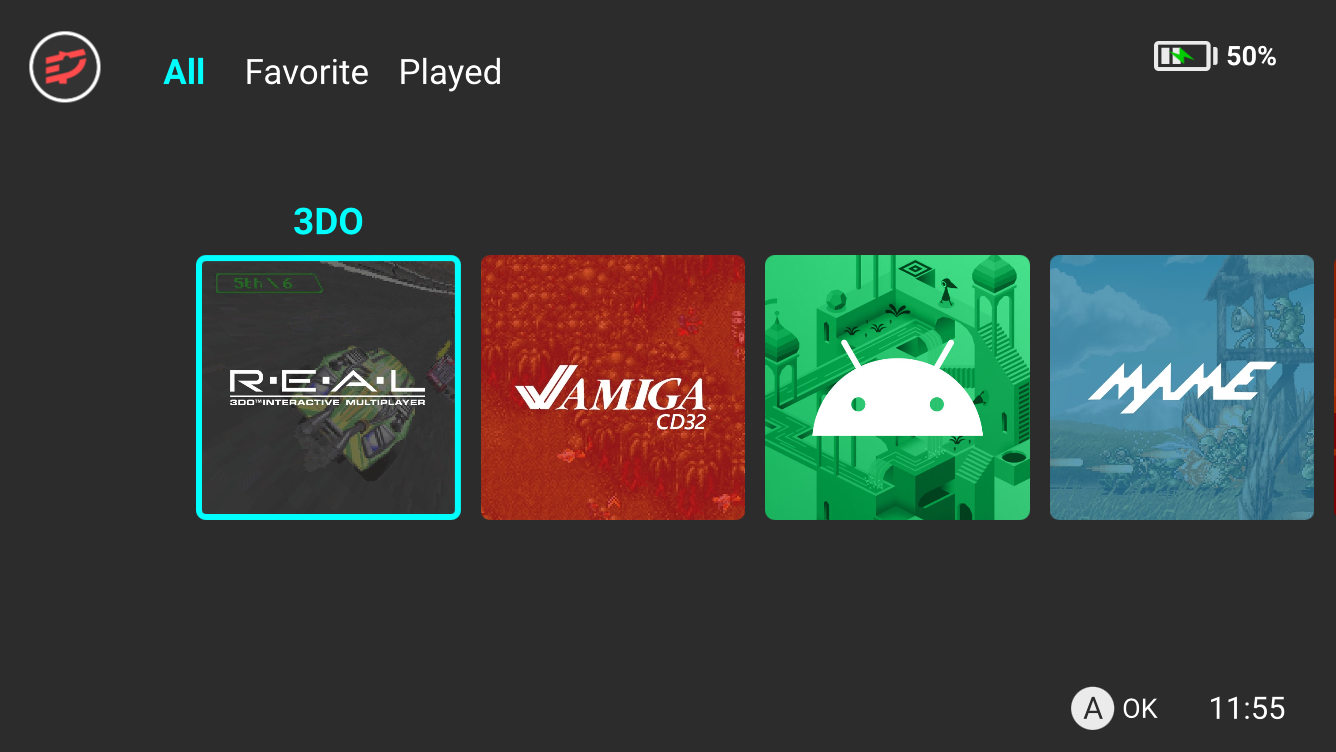 All Favorite Played
50%
3DO
5th\6
R·E·A·L
3DO™ INTERACTIVE MULTIPLAYER
AMIGA
CD32
MAME
A OK 11:55